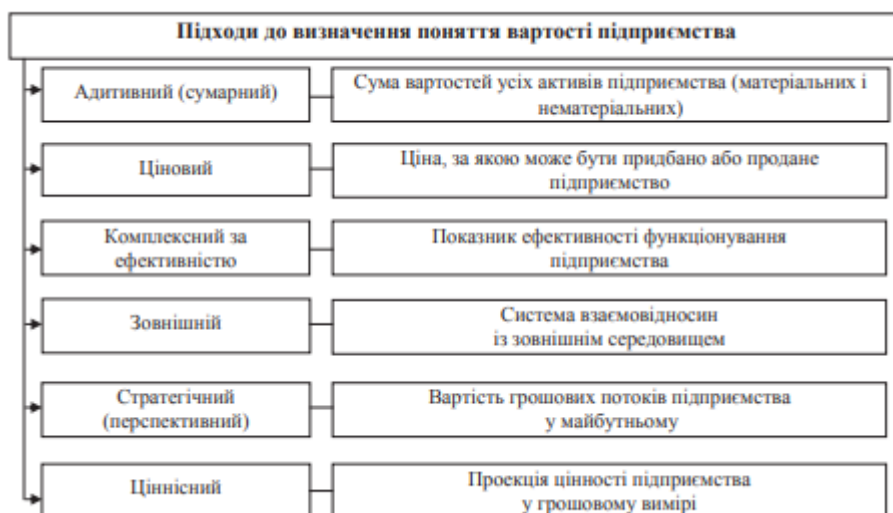 Підходи до визначення поняття вартості підприємства
Адитивний (сумарний)
Сума вартостей усіх активів підприємства (матеріальних і
нематеріальних)
Ціновий
Ціна, за якою може бути придбано або продане
підприємство
Комплексний за
ефективністю
Показник ефективності функціонування
підприємства
Зовнішній
Система взаємовідносин
із зовнішнім середовищем
Стратегічний
(перспективний)
Вартість грошових потоків підприємства
у майбутньому
Ціннісний
Проекція цінності підприємства
у грошовому вимірі